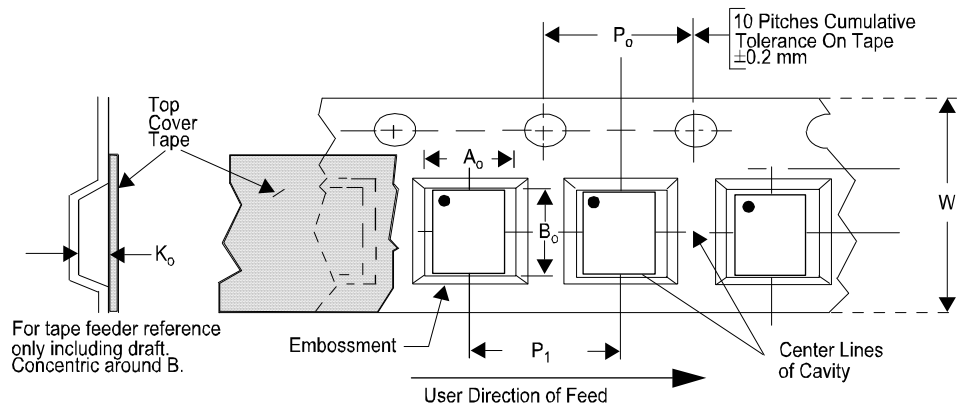 10 Pitches Cumulative
Tolerance On Tape
±0.2 mm
Po
Top
Cover
Tape
Ao
W
Bo
Ko
For tape feeder reference
only including draft.
Concentric around B.
Embossment
P1
Center Lines
of Cavity
User Direction of Feed